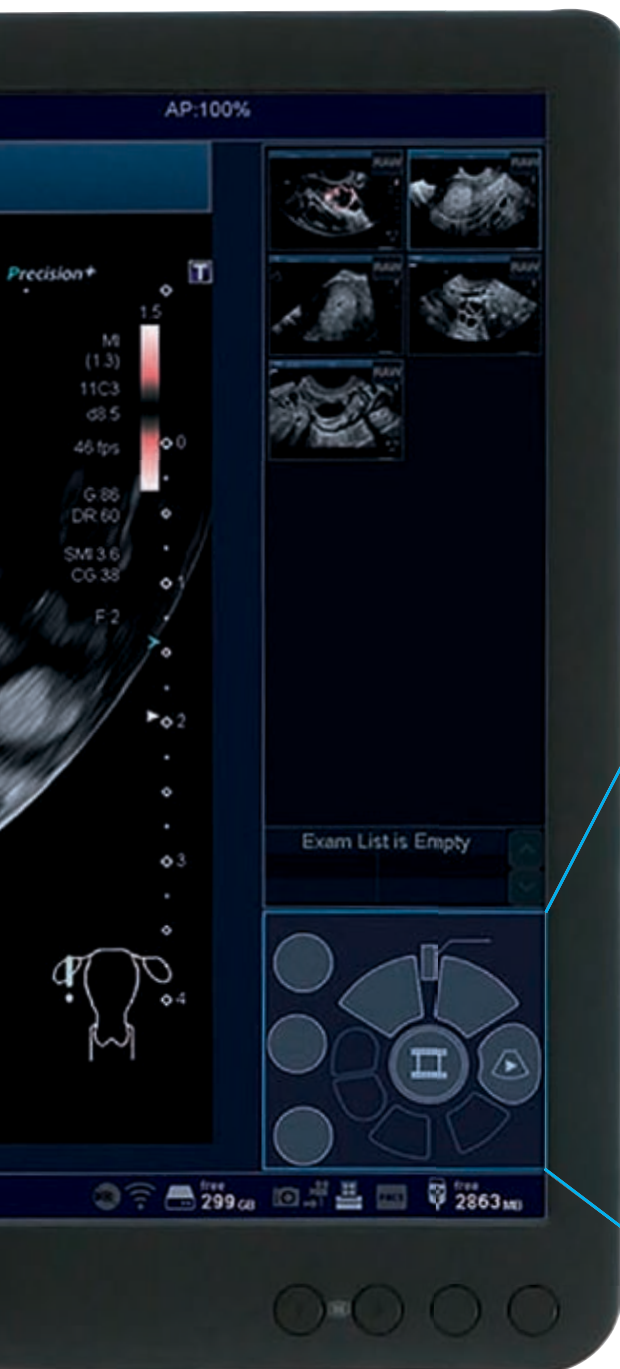 AP:100%
RAW
RAW
Precision+
T
RAW
RAW
1.5
MI
(1.3)
11C3
d8.5
RAW
46 fps
0
G:86
DR:60
SMI 3.6
CG 38
1
F:2
2
Exam List is Empty
3
4
free
299 GB
free
2863 MB